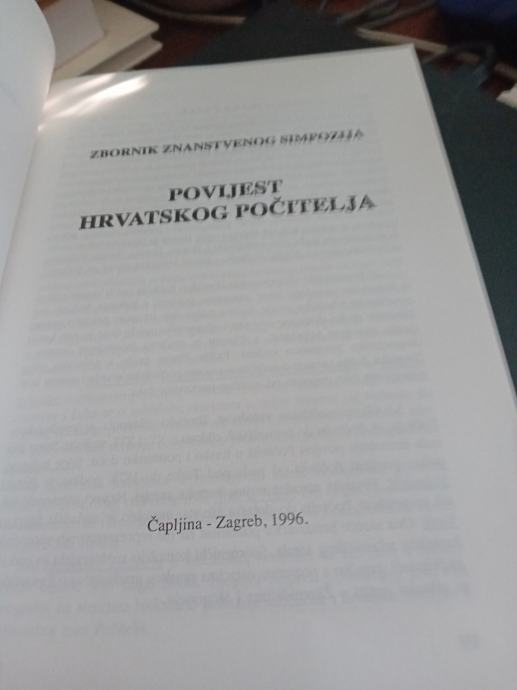 ZBORNIK ZNANSTVENOG SIMPOZIJA
POVIJEST
HRVATSKOG POČITELJA
Čapljina - Zagreb, 1996.